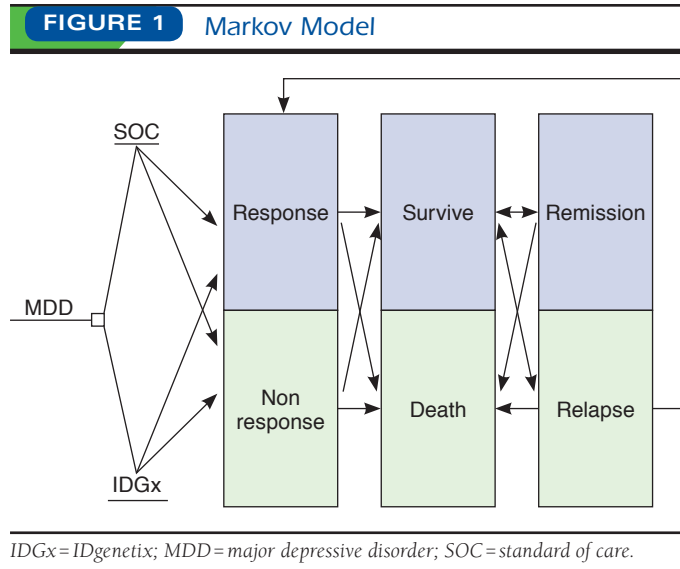 FIGURE 1 Markov Model
SOC
Response
Survive
Remission
MDD
Non
response
Death
Relapse
IDGx
IDGx=IDgenetix; MDD=major depressive disorder; SOC=standard of care.